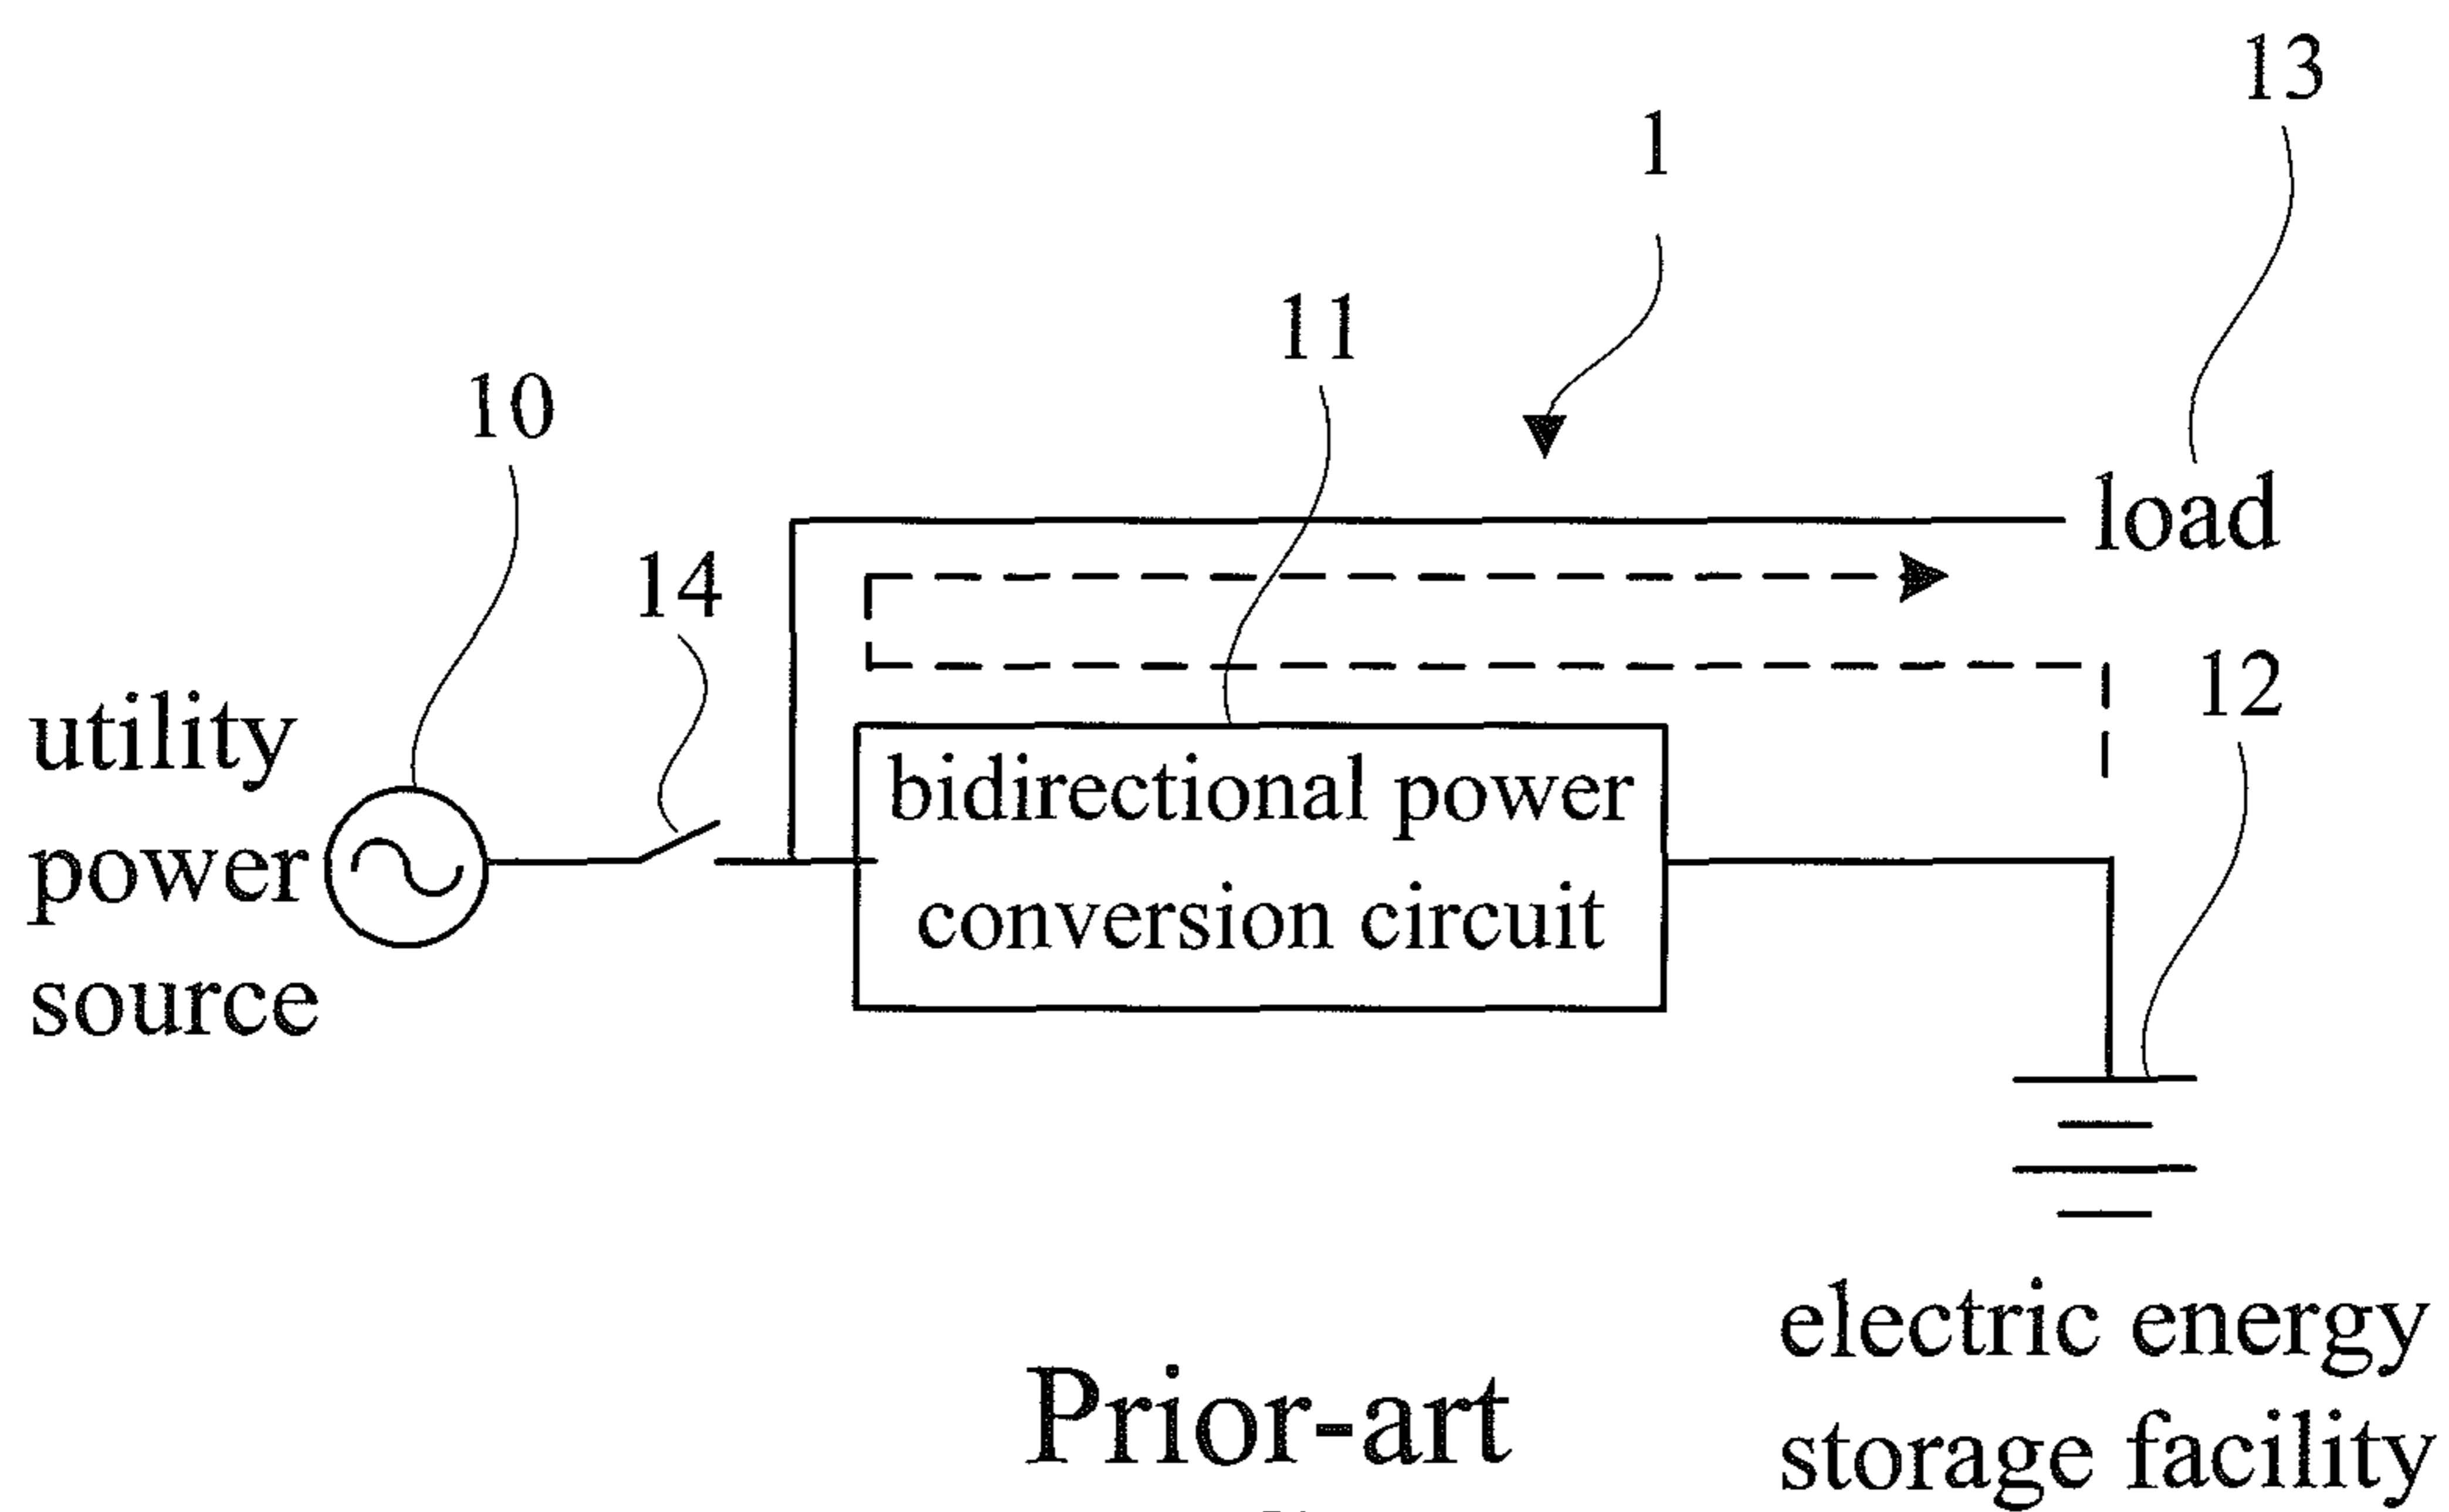 13
1
11
10
14
load
12
utility
power
source
bidirectional power
conversion circuit
electric energy
storage facility
Prior-art